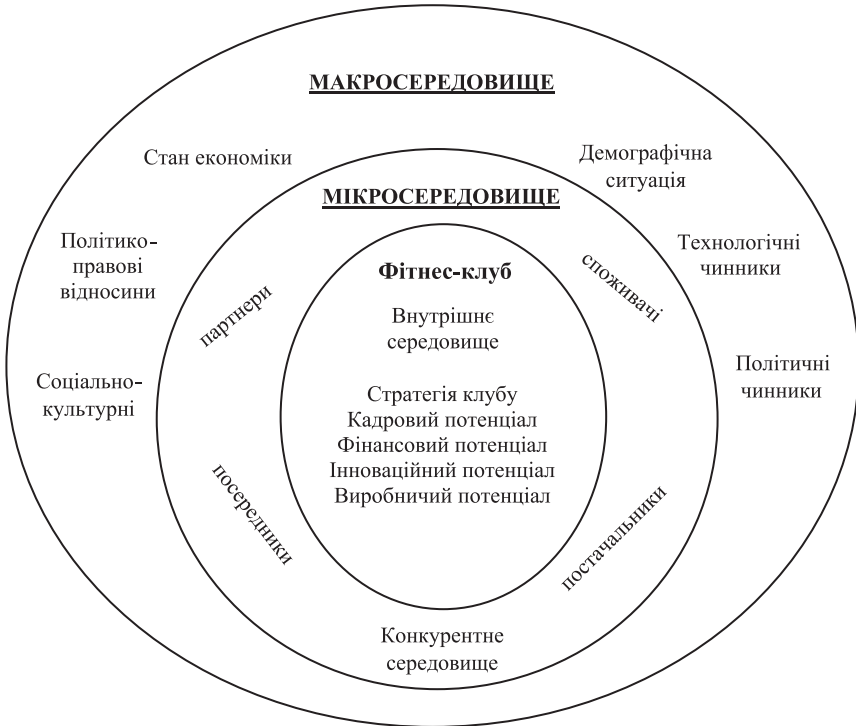 МАКРОСЕРЕДОВИЩЕ
Стан економіки
Демографічна
ситуація
МІКРОСЕРЕДОВИЩЕ
Політико-
правові
відносини
Технологічні
чинники
партнери
споживачі
Фітнес-клуб
Внутрішнє
середовище
Соціально-
культурні
Політичні
чинники
Стратегія клубу
Кадровий потенціал
Фінансовий потенціал
Інноваційний потенціал
Виробничий потенціал
посередники
постачальники
Конкурентне
середовище